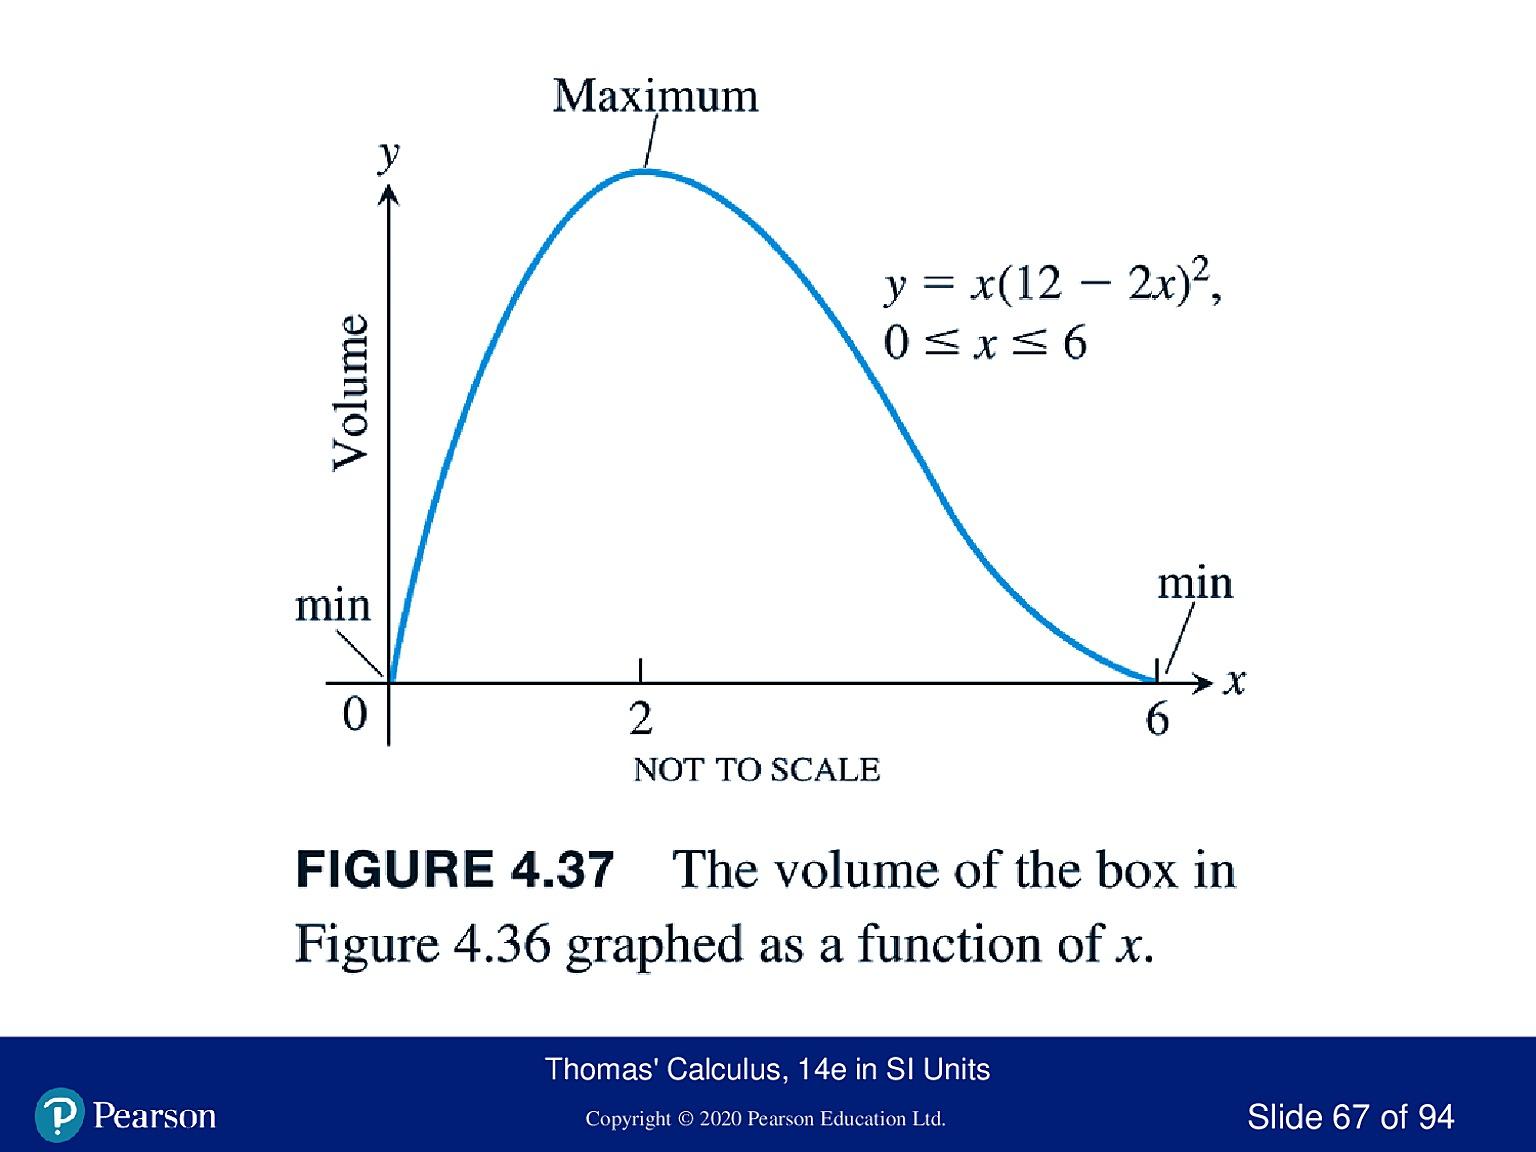 Maximum
y
Volume
y = x(12 − 2x)²,
0 ≤ x ≤ 6
min
min
x
0
2
6
NOT TO SCALE
FIGURE 4.37 The volume of the box in
Figure 4.36 graphed as a function of x.
Thomas' Calculus, 14e in SI Units
Pearson
Copyright © 2020 Pearson Education Ltd.
Slide 67 of 94